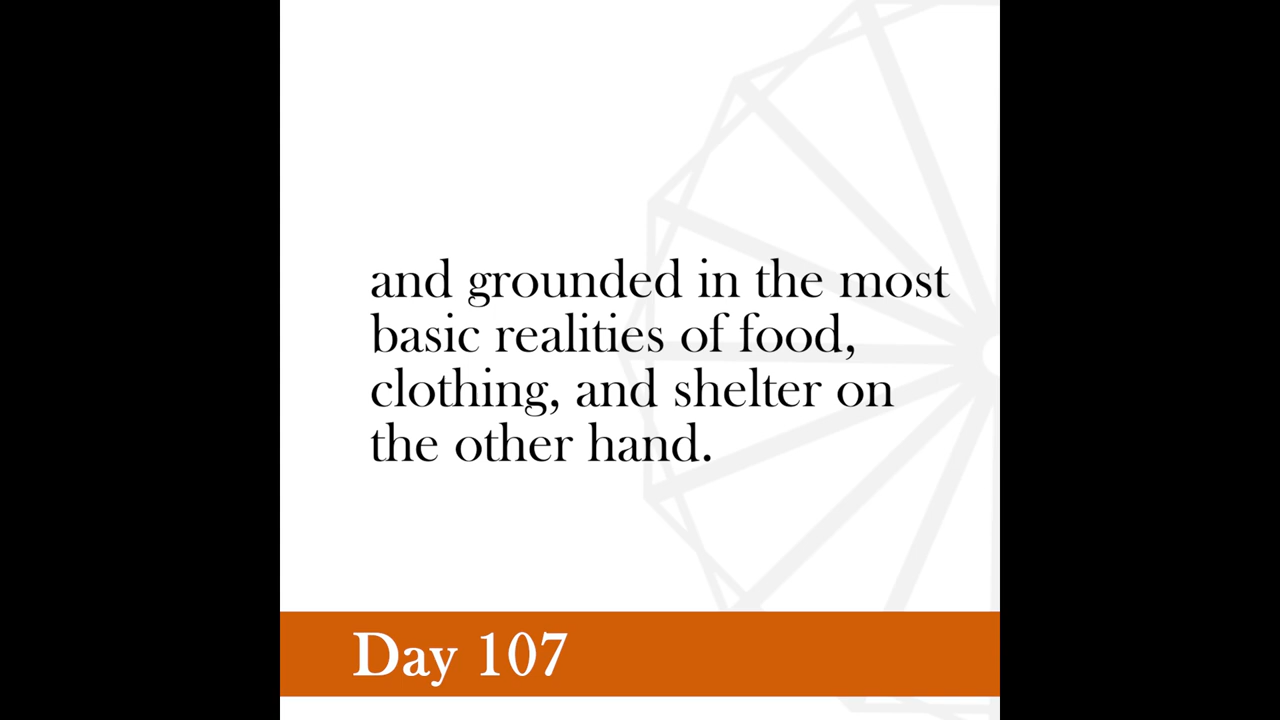 and grounded in the most
basic realities of food,
clothing, and shelter on
the other hand.
Day 107